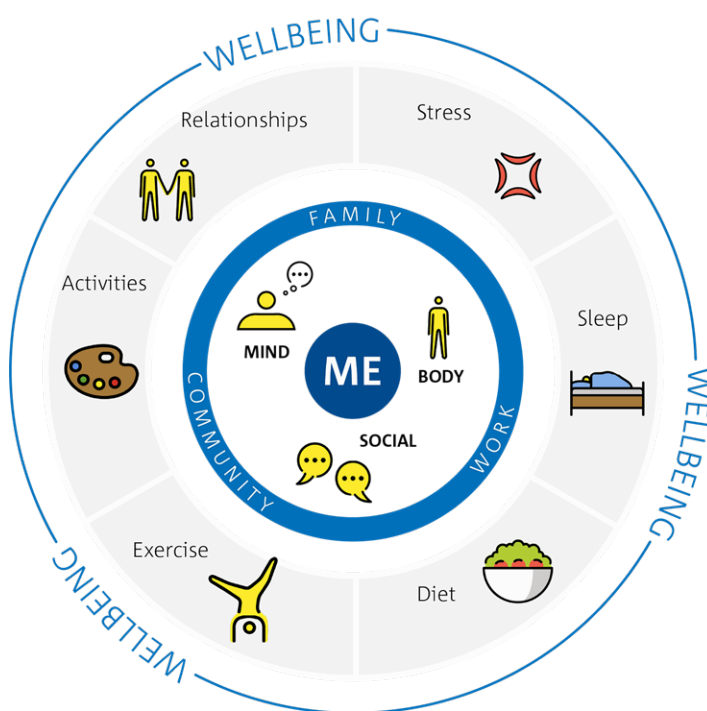 WELLBEING
Relationships
Stress
Activities
Sleep
Exercise
Diet
FAMILY
WORK
COMMUNITY
MIND
BODY
SOCIAL
ME
WELLBEING
WELLBEING